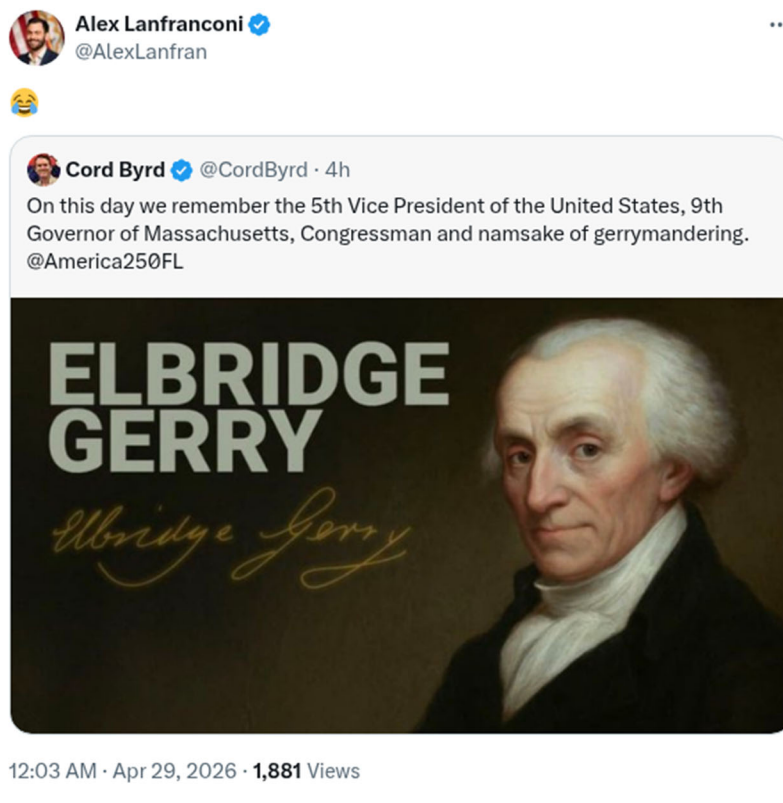 Alex Lanfranconi
@AlexLanfran
😂
Cord Byrd @CordByrd · 4h
On this day we remember the 5th Vice President of the United States, 9th
Governor of Massachusetts, Congressman and namsake of gerrymandering.
@America250FL
ELBRIDGE
GERRY
Elbridge Gerry
12:03 AM · Apr 29, 2026 · 1,881 Views